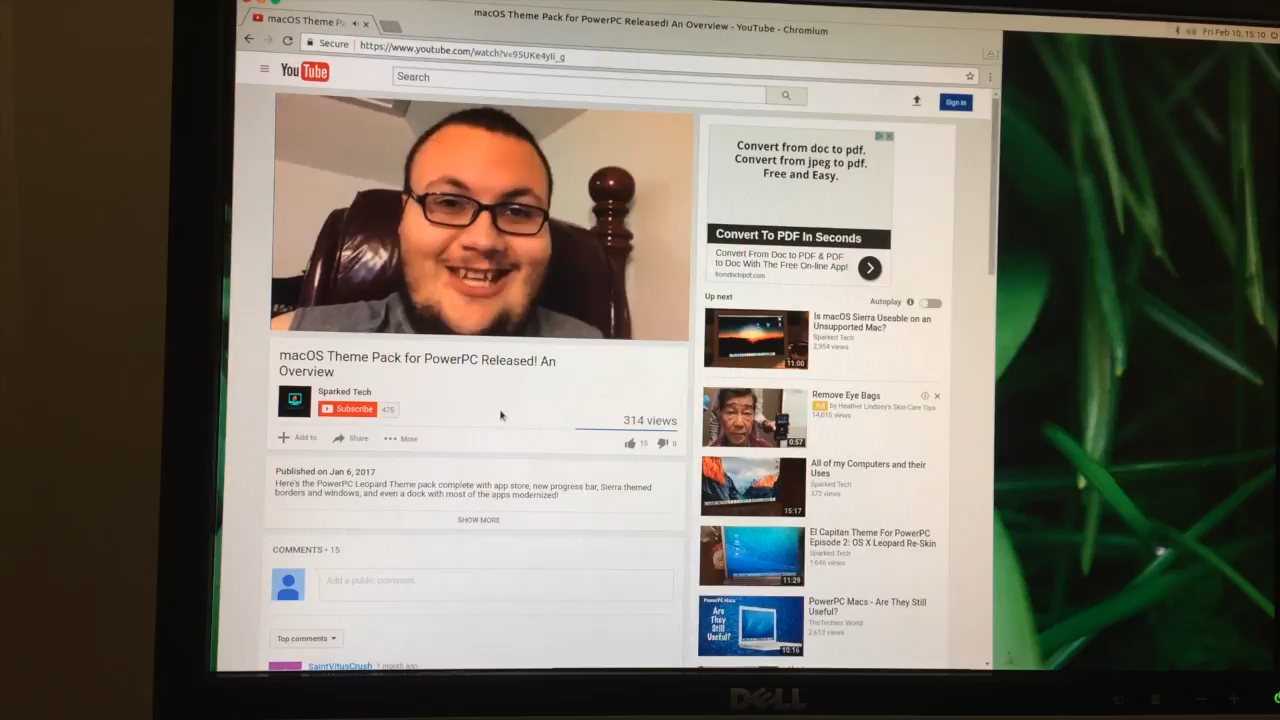 macOS Theme Pack for PowerPC Released! An Overview - YouTube - Chromium
Fri Feb 10, 15:10
macOS Theme Pa
Secure
https://www.youtube.com/watch?v=95UKe4yIi_g
YouTube
Search
Sign in
Convert from doc to pdf.
Convert from jpeg to pdf.
Free and Easy.
Convert To PDF In Seconds
Convert From Doc to PDF & PDF
to Doc With The Free On-line App!
fromdoctopdf.com
Up next
Autoplay
Is macOS Sierra Useable on an
Unsupported Mac?
Sparked Tech
2,954 views
11:00
Remove Eye Bags
Ad by Heather Lindsey's Skin Care Tips
14,015 views
0:57
All of my Computers and their
Uses
Sparked Tech
373 views
15:17
El Capitan Theme For PowerPC
Episode 2: OS X Leopard Re-Skin
Sparked Tech
1,646 views
11:29
PowerPC Macs - Are They Still
Useful?
TheTechies World
2,613 views
PowerPC Macs
Are
They
Still
Useful?
10:16
macOS Theme Pack for PowerPC Released! An
Overview
Sparked Tech
Subscribe 475
314 views
Add to Share More
15 0
Published on Jan 6, 2017
Here's the PowerPC Leopard Theme pack complete with app store, new progress bar, Sierra themed
borders and windows, and even a dock with most of the apps modernized!
SHOW MORE
COMMENTS • 15
Add a public comment...
Top comments
SaintVitusCrush 1 month ago
DELL